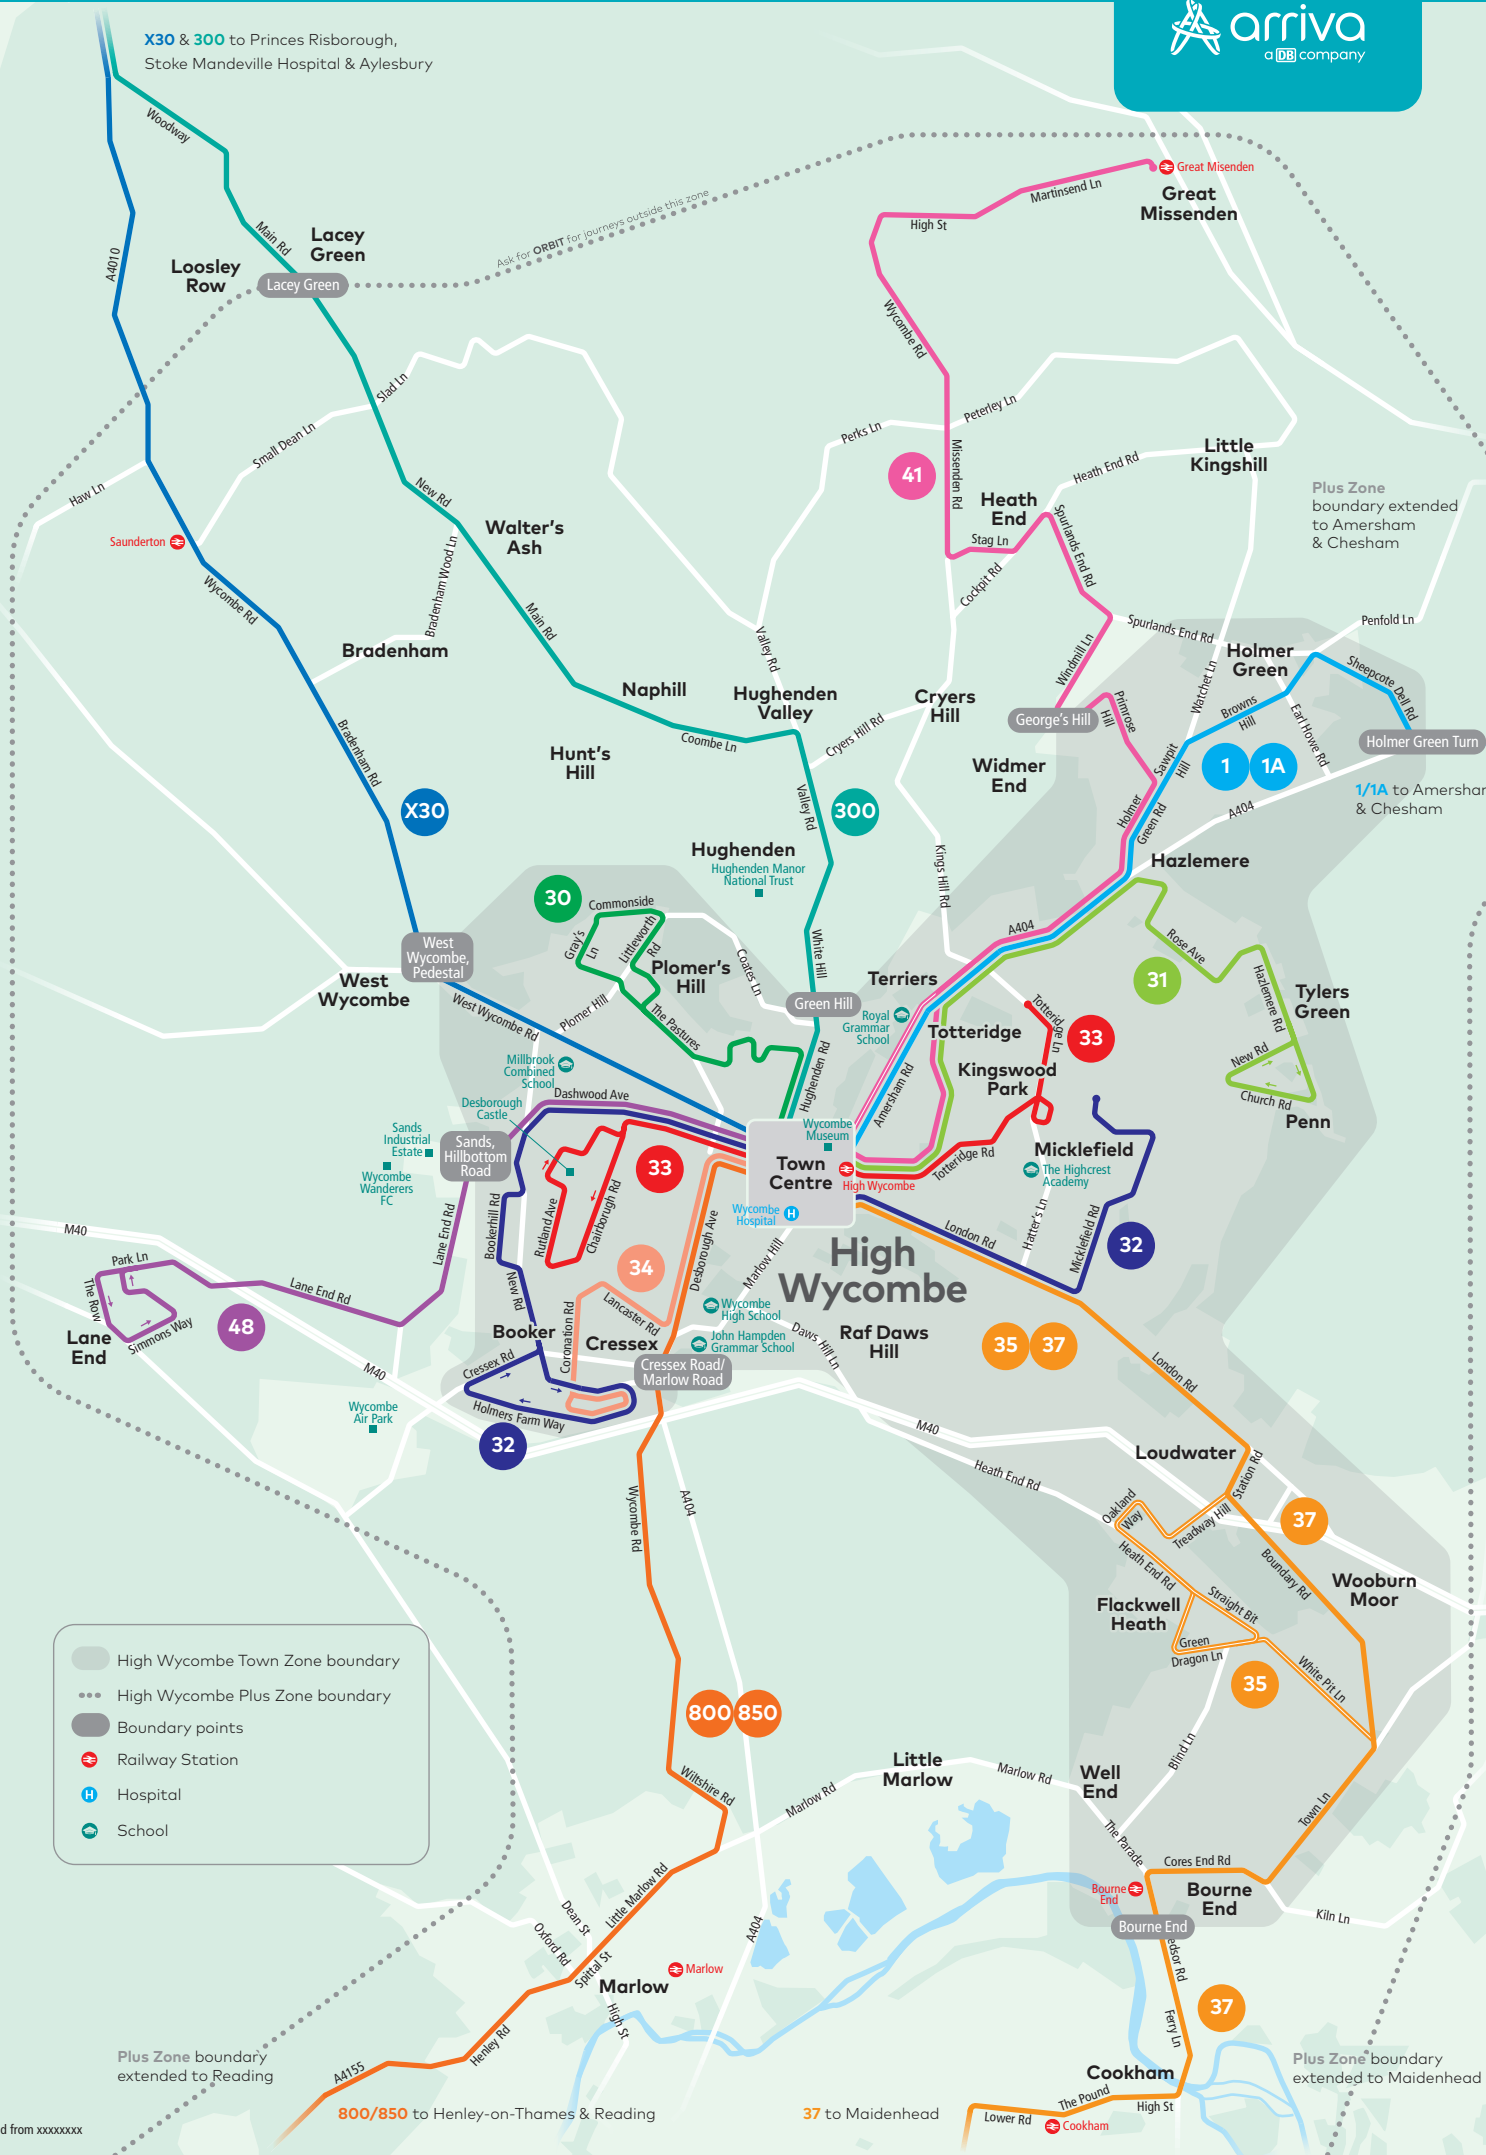 arriva
a DB company
X30 & 300 to Princes Risborough,
Stoke Mandeville Hospital & Aylesbury
Woodway
Great Misenden
Great
Missenden
Martinsend Ln
High St
Ask for ORBIT for journeys outside this zone
A4010
Main Rd
Lacey
Green
Loosley
Row
Lacey Green
Wycombe Rd
Slad Ln
Small Dean Ln
Peterley Ln
Perks Ln
Haw Ln
New Rd
41
Missenden Rd
Little
Kingshill
Heath End Rd
Plus Zone
boundary extended
to Amersham
& Chesham
Heath
End
Saunderton
Walter's
Ash
Stag Ln
Spurlands End Rd
Cockpit Rd
Wycombe Rd
Bradenham Wood Ln
Main Rd
Bradenham
Valley Rd
Spurlands End Rd
Penfold Ln
Windmill Ln
Holmer
Green
Sheepcote Dell Rd
Watchet Ln
Naphill
Hughenden
Valley
Cryers
Hill
George's Hill
Primrose
Hill
Browns
Hill
Earl Howe Rd
Holmer Green Turn
Bradenham Rd
Coombe Ln
Cryers Hill Rd
Hunt's
Hill
Widmer
End
Sawpit
Hill
1
1A
1/1A to Amershar
& Chesham
X30
Valley Rd
300
Holmer
Green Rd
A404
Hughenden
Hughenden Manor
National Trust
Kings Hill Rd
Hazlemere
30
Commonside
Gray's
Ln
Littleworth
Rd
Plomer's
Hill
Coates Ln
White Hill
A404
Rose Ave
31
Hazlemere Rd
West
Wycombe,
Pedestal
West
Wycombe
West Wycombe Rd
Plomer Hill
The Pastures
Green Hill
Terriers
Royal
Grammar
School
Totteridge
Totteridge Ln
33
Tylers
Green
New Rd
Church Rd
Penn
Millbrook
Combined
School
Hughenden Rd
Amersham Rd
Kingswood
Park
Desborough
Castle
Dashwood Ave
Sands
Industrial
Estate
Wycombe
Wanderers
FC
Sands,
Hillbottom
Road
Wycombe
Museum
Town
Centre
High Wycombe
Totteridge Rd
Micklefield
The Highcrest
Academy
33
Rutland Ave
Chairborough Rd
Wycombe
Hospital
Desborough Ave
Bookerhill Rd
Lane End Rd
London Rd
Hatter's Ln
Micklefield Rd
32
M40
Park Ln
The Row
Simmons Way
Lane End Rd
48
Lane
End
New Rd
34
Marlow Hill
High
Wycombe
Coronation Rd
Lancaster Rd
Wycombe
High School
Booker
Cressex
John Hampden
Grammar School
Daws Hill Ln
Raf Daws
Hill
35
37
London Rd
M40
Cressex Rd
Cressex Road/
Marlow Road
Wycombe
Air Park
Holmers Farm Way
32
M40
Heath End Rd
Loudwater
Station Rd
Wycombe Rd
A404
Oakland
Way
Treadway Hill
37
Heath End Rd
Boundary Rd
Wooburn
Moor
Flackwell
Heath
Straight Bit
Green
Dragon Ln
White Pit Ln
35
High Wycombe Town Zone boundary
High Wycombe Plus Zone boundary
Boundary points
Railway Station
Hospital
School
800
850
Wiltshire Rd
Little
Marlow
Marlow Rd
Marlow Rd
Well
End
Blind Ln
Town Ln
The Parade
Cores End Rd
Bourne
End
Bourne
End
Kiln Ln
Bourne End
Little Marlow Rd
Dean St
Oxford Rd
Spittal St
A404
Marlow
Marlow
High St
edsor Rd
37
Ferry Ln
Henley Rd
A4155
Plus Zone boundary
extended to Reading
Cookham
Plus Zone boundary
extended to Maidenhead
The Pound
High St
Lower Rd
Cookham
800/850 to Henley-on-Thames & Reading
37 to Maidenhead
d from xxxxxxxx